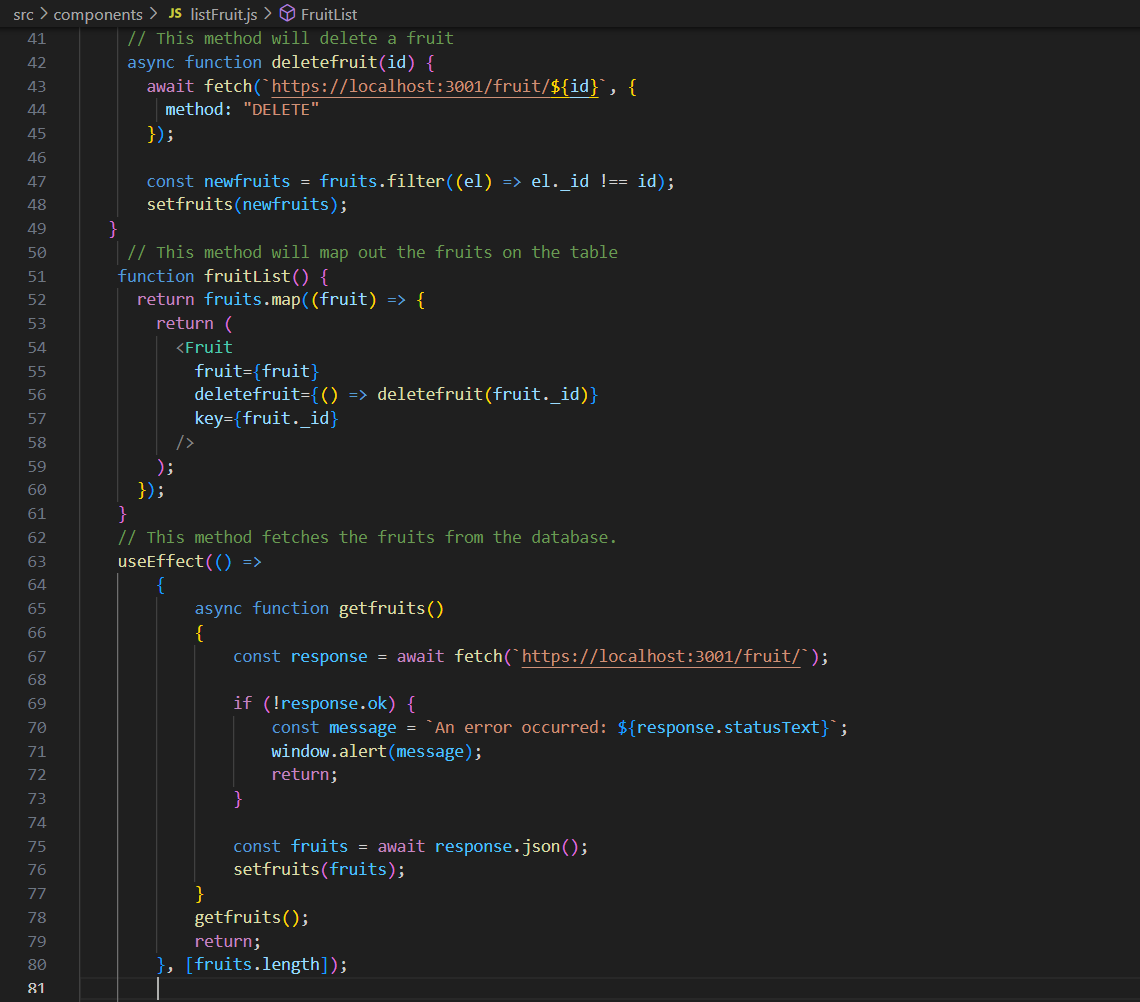 src > components > JS listFruit.js > FruitList
41 // This method will delete a fruit
42 async function deletefruit(id) {
43 await fetch(`https://localhost:3001/fruit/${id}`, {
44 method: "DELETE"
45 });
46
47 const newfruits = fruits.filter((el) => el._id !== id);
48 setfruits(newfruits);
49 }
50 // This method will map out the fruits on the table
51 function fruitList() {
52 return fruits.map((fruit) => {
53 return (
54 <Fruit
55 fruit={fruit}
56 deletefruit={() => deletefruit(fruit._id)}
57 key={fruit._id}
58 />
59 );
60 });
61 }
62 // This method fetches the fruits from the database.
63 useEffect(() =>
64 {
65 async function getfruits()
66 {
67 const response = await fetch(`https://localhost:3001/fruit/`);
68
69 if (!response.ok) {
70 const message = `An error occurred: ${response.statusText}`;
71 window.alert(message);
72 return;
73 }
74
75 const fruits = await response.json();
76 setfruits(fruits);
77 }
78 getfruits();
79 return;
80 }, [fruits.length]);
81